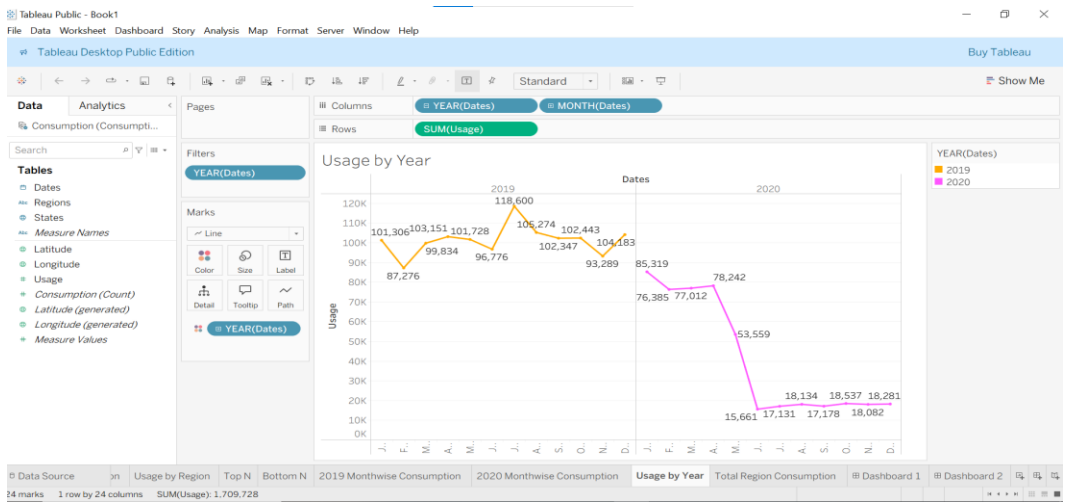 Tableau Public - Book1
File Data Worksheet Dashboard Story Analysis Map Format Server Window Help
Tableau Desktop Public Edition
Buy Tableau
Standard
Show Me
Data
Analytics
Consumption (Consumpti...
Search
Tables
Dates
Abc Regions
States
Abc Measure Names
Latitude
Longitude
Usage
Consumption (Count)
Latitude (generated)
Longitude (generated)
Measure Values
Pages
Filters
YEAR(Dates)
Marks
Line
Color
Size
Label
Detail
Tooltip
Path
YEAR(Dates)
Columns
YEAR(Dates)
MONTH(Dates)
Rows
SUM(Usage)
Usage by Year
Dates
2019
2020
Usage
120K
110K
100K
90K
80K
70K
60K
50K
40K
30K
20K
10K
0K
101,306
87,276
99,834
103,151
101,728
96,776
118,600
105,274
102,347
102,443
93,289
104,183
85,319
76,385
77,012
78,242
53,559
15,661
17,131
18,134
17,178
18,537
18,082
18,281
J.. F.. M.. A.. M.. J.. J.. A.. S.. O.. N.. D.. J.. F.. M.. A.. M.. J.. J.. A.. S.. O.. N.. D..
YEAR(Dates)
2019
2020
Data Source
on
Usage by Region
Top N
Bottom N
2019 Monthwise Consumption
2020 Monthwise Consumption
Usage by Year
Total Region Consumption
Dashboard 1
Dashboard 2
24 marks 1 row by 24 columns SUM(Usage): 1,709,728